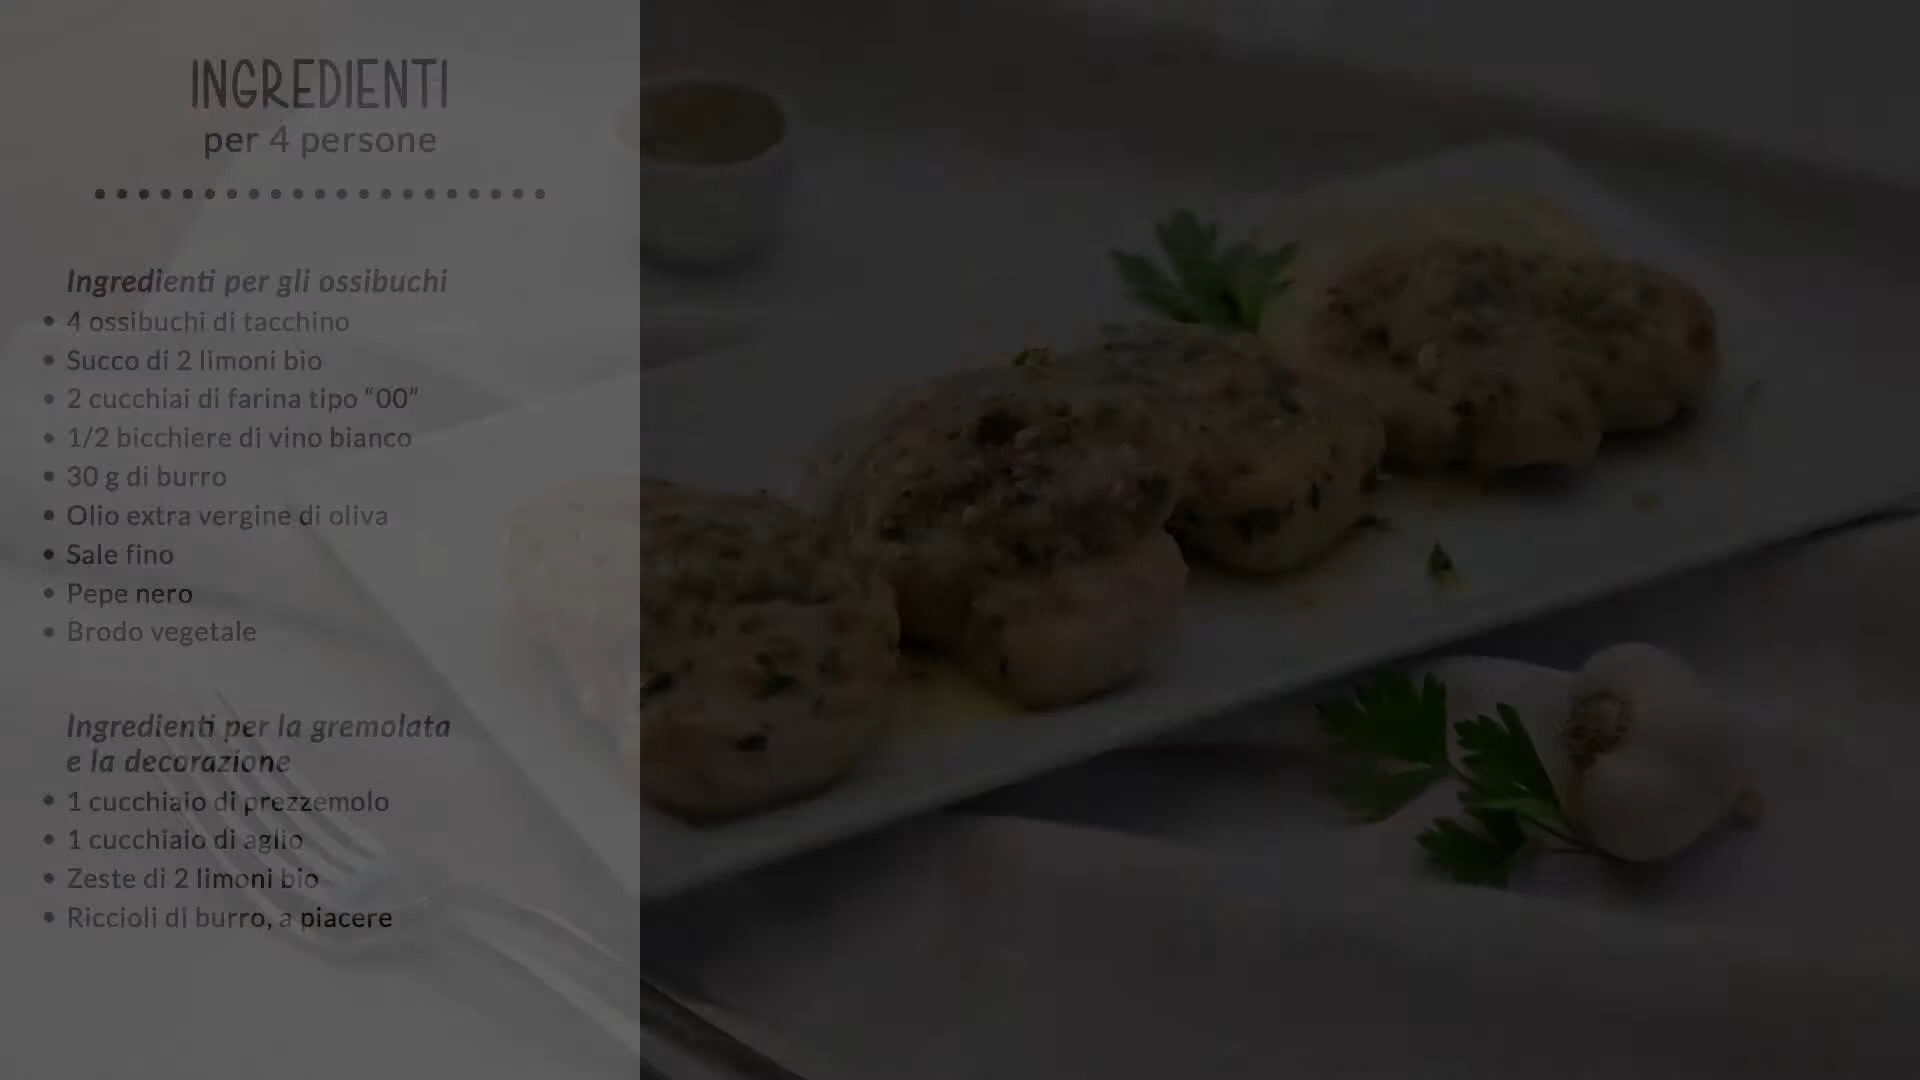 INGREDIENTI
per 4 persone
Ingredienti per gli ossibuchi
• 4 ossibuchi di tacchino
• Succo di 2 limoni bio
• 2 cucchiai di farina tipo “00”
• 1/2 bicchiere di vino bianco
• 30 g di burro
• Olio extra vergine di oliva
• Sale fino
• Pepe nero
• Brodo vegetale
Ingredienti per la gremolata
e la decorazione
• 1 cucchiaio di prezzemolo
• 1 cucchiaio di aglio
• Zeste di 2 limoni bio
• Riccioli di burro, a piacere